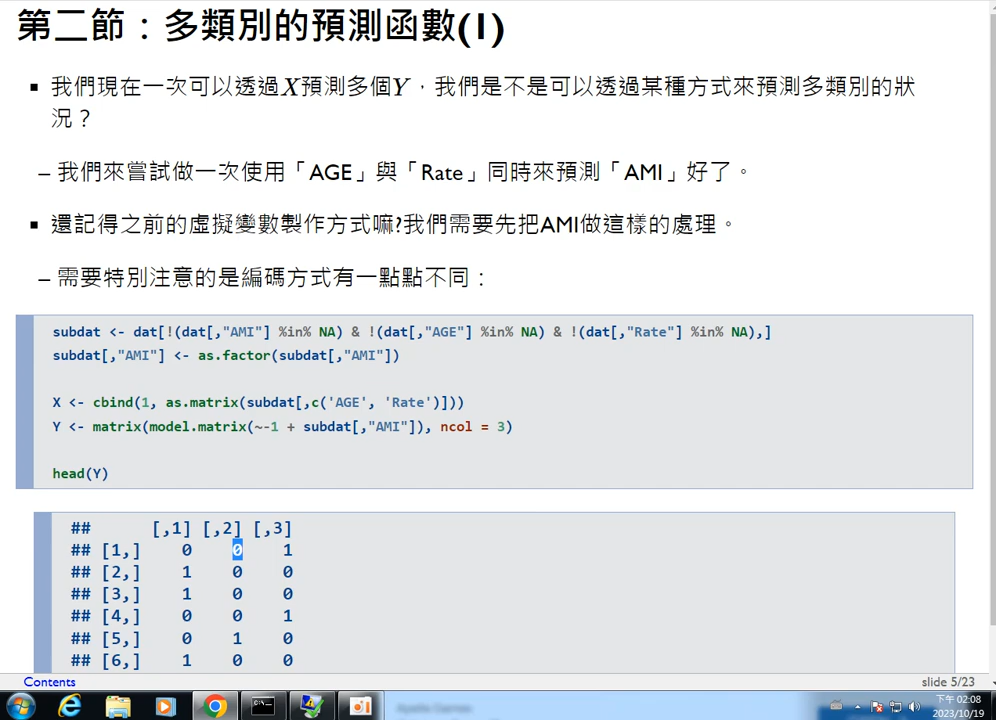 第二節：多類別的預測函數(1)
▪ 我們現在一次可以透過X預測多個Y，我們是不是可以透過某種方式來預測多類別的狀
況？
– 我們來嘗試做一次使用「AGE」與「Rate」同時來預測「AMI」好了。
▪ 還記得之前的虛擬變數製作方式嘛?我們需要先把AMI做這樣的處理。
– 需要特別注意的是編碼方式有一點點不同：
subdat <- dat[!(dat[,"AMI"] %in% NA) & !(dat[,"AGE"] %in% NA) & !(dat[,"Rate"] %in% NA),]
subdat[,"AMI"] <- as.factor(subdat[,"AMI"])
X <- cbind(1, as.matrix(subdat[,c('AGE', 'Rate')]))
Y <- matrix(model.matrix(~-1 + subdat[,"AMI"]), ncol = 3)
head(Y)
## [,1] [,2] [,3]
## [1,] 0 0 1
## [2,] 1 0 0
## [3,] 1 0 0
## [4,] 0 0 1
## [5,] 0 1 0
## [6,] 1 0 0
Contents
slide 5/23
下午 02:08
2023/10/19